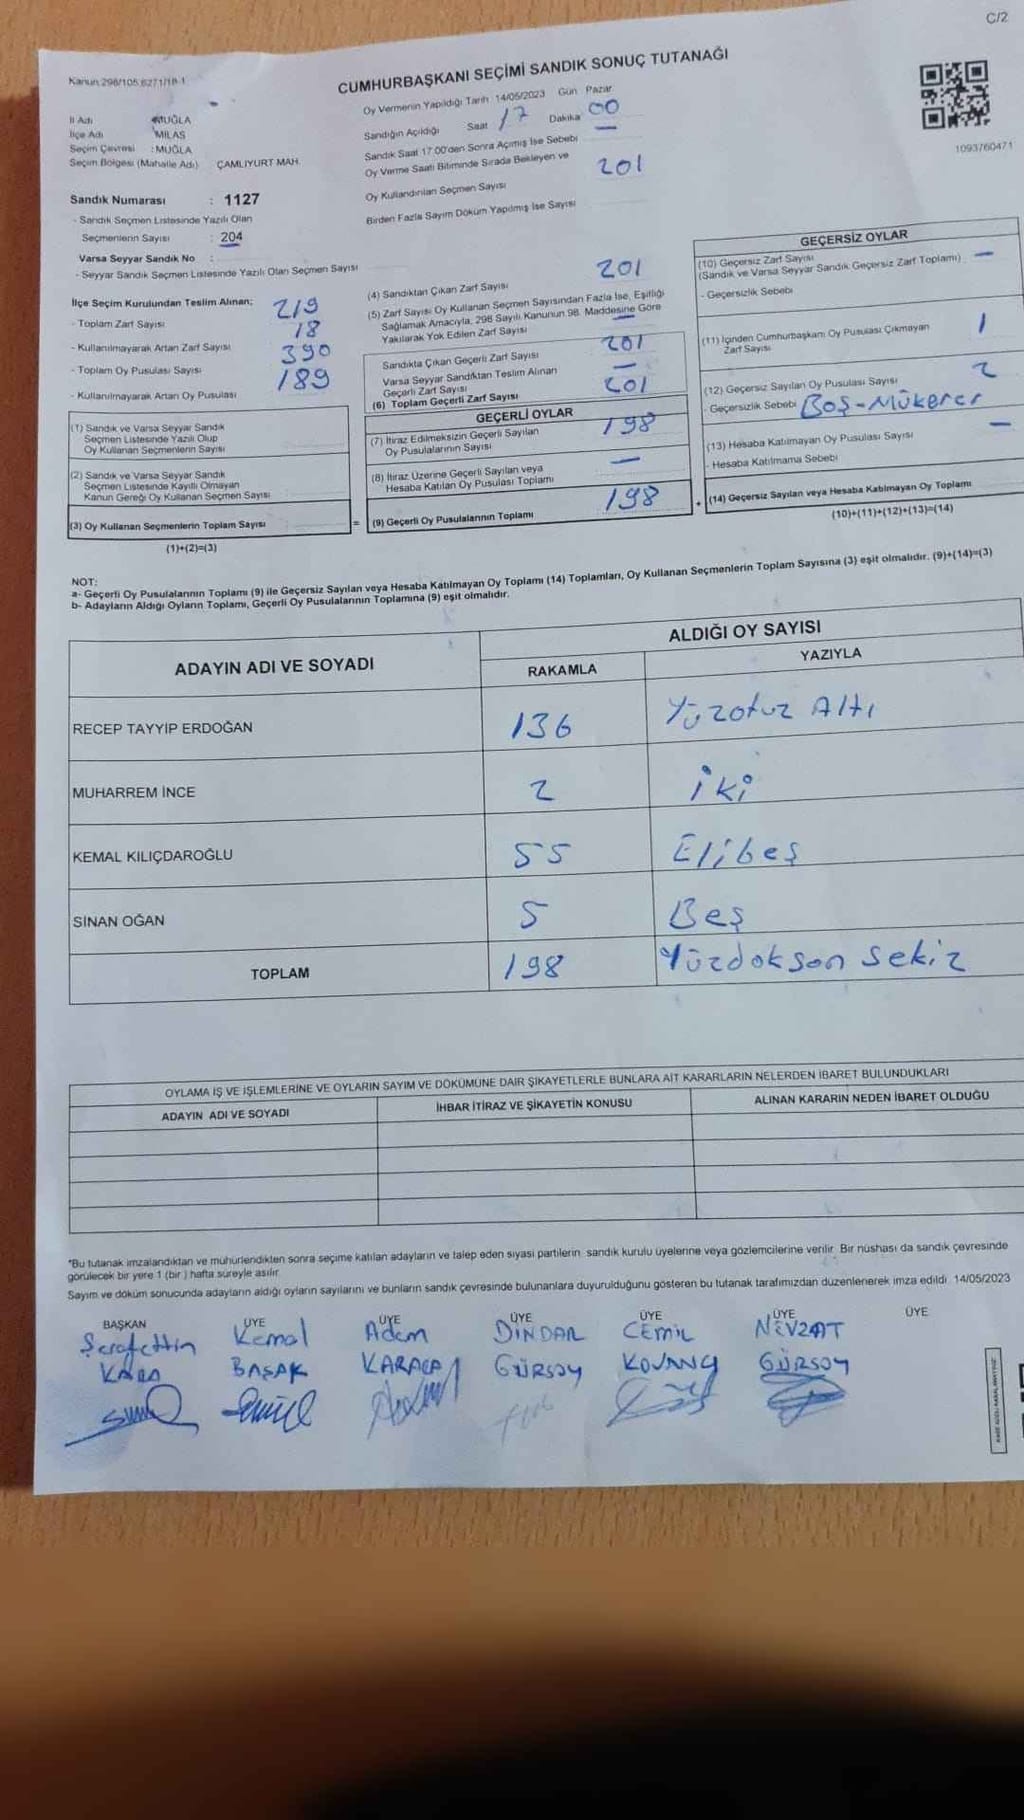 C/2
Kanun 298/105,6271/18-1
CUMHURBAŞKANI SEÇİMİ SANDIK SONUÇ TUTANAĞI
İl Adı : MUĞLA
İlçe Adı : MİLAS
Seçim Çevresi : MUĞLA
Seçim Bölgesi (Mahalle Adı) ÇAMLIYURT MAH.
Sandık Numarası : 1127
- Sandık Seçmen Listesinde Yazılı Olan
Seçmenlerin Sayısı : 204
Varsa Seyyar Sandık No :
- Seyyar Sandık Seçmen Listesinde Yazılı Olan Seçmen Sayısı
İlçe Seçim Kurulundan Teslim Alınan;
- Toplam Zarf Sayısı 219
- Kullanılmayarak Artan Zarf Sayısı 18
- Toplam Oy Pusulası Sayısı 390
- Kullanılmayarak Artan Oy Pusulası 189
(1) Sandık ve Varsa Seyyar Sandık
Seçmen Listesinde Yazılı Olup
Oy Kullanan Seçmenlerin Sayısı
(2) Sandık ve Varsa Seyyar Sandık
Seçmen Listesinde Kayıtlı Olmayan
Kanun Gereği Oy Kullanan Seçmen Sayısı
(3) Oy Kullanan Seçmenlerin Toplam Sayısı
(1)+(2)=(3)
Oy Vermenin Yapıldığı Tarih 14/05/2023 Gün Pazar
Sandığın Açıldığı Saat 17 Dakika 00
Sandık Saat 17:00'den Sonra Açılmış İse Sebebi —
Oy Verme Saati Bitiminde Sırada Bekleyen ve
Oy Kullandırılan Seçmen Sayısı 201
Birden Fazla Sayım Döküm Yapılmış İse Sayısı
(4) Sandıktan Çıkan Zarf Sayısı 201
(5) Zarf Sayısı Oy Kullanan Seçmen Sayısından Fazla İse, Eşitliği
Sağlamak Amacıyla, 298 Sayılı Kanunun 98. Maddesine Göre
Yakılarak Yok Edilen Zarf Sayısı —
Sandıkta Çıkan Geçerli Zarf Sayısı 201
Varsa Seyyar Sandıktan Teslim Alınan
Geçerli Zarf Sayısı —
(6) Toplam Geçerli Zarf Sayısı 201
GEÇERLİ OYLAR
(7) İtiraz Edilmeksizin Geçerli Sayılan
Oy Pusulalarının Sayısı 198
(8) İtiraz Üzerine Geçerli Sayılan veya
Hesaba Katılan Oy Pusulası Toplamı —
= (9) Geçerli Oy Pusulalarının Toplamı 198
1093760471
GEÇERSİZ OYLAR
(10) Geçersiz Zarf Sayısı
(Sandık ve Varsa Seyyar Sandık Geçersiz Zarf Toplamı) —
- Geçersizlik Sebebi
(11) İçinden Cumhurbaşkanı Oy Pusulası Çıkmayan
Zarf Sayısı 1
(12) Geçersiz Sayılan Oy Pusulası Sayısı 2
- Geçersizlik Sebebi Boş-Mükerer
(13) Hesaba Katılmayan Oy Pusulası Sayısı —
- Hesaba Katılmama Sebebi
+ (14) Geçersiz Sayılan veya Hesaba Katılmayan Oy Toplamı
(10)+(11)+(12)+(13)=(14)
NOT:
a- Geçerli Oy Pusulalarının Toplamı (9) ile Geçersiz Sayılan veya Hesaba Katılmayan Oy Toplamı (14) Toplamları, Oy Kullanan Seçmenlerin Toplam Sayısına (3) eşit olmalıdır. (9)+(14)=(3)
b- Adayların Aldığı Oyların Toplamı, Geçerli Oy Pusulalarının Toplamına (9) eşit olmalıdır.
ADAYIN ADI VE SOYADI
ALDIĞI OY SAYISI
RAKAMLA YAZIYLA
RECEP TAYYİP ERDOĞAN 136 Yüzotuz Altı
MUHARREM İNCE 2 İki
KEMAL KILIÇDAROĞLU 55 Elibeş
SİNAN OĞAN 5 Beş
TOPLAM 198 Yüzdokson Sekiz
OYLAMA İŞ VE İŞLEMLERİNE VE OYLARIN SAYIM VE DÖKÜMÜNE DAİR ŞİKAYETLERLE BUNLARA AİT KARARLARIN NELERDEN İBARET BULUNDUKLARI
ADAYIN ADI VE SOYADI İHBAR İTİRAZ VE ŞİKAYETİN KONUSU ALINAN KARARIN NEDEN İBARET OLDUĞU
*Bu tutanak imzalandıktan ve mühürlendikten sonra seçime katılan adayların ve talep eden siyasi partilerin sandık kurulu üyelerine veya gözlemcilerine verilir. Bir nüshası da sandık çevresinde
görülecek bir yere 1 (bir ) hafta süreyle asılır.
Sayım ve döküm sonucunda adayların aldığı oyların sayılarını ve bunların sandık çevresinde bulunanlara duyurulduğunu gösteren bu tutanak tarafımızdan düzenlenerek imza edildi. 14/05/2023
BAŞKAN ÜYE ÜYE ÜYE ÜYE ÜYE ÜYE
Şerafettin Kemal Adem DİNDAR CEMİL NEVZAT
KARA BAŞAK KARACA GÜRSOY KOVANÇ GÜRSOY